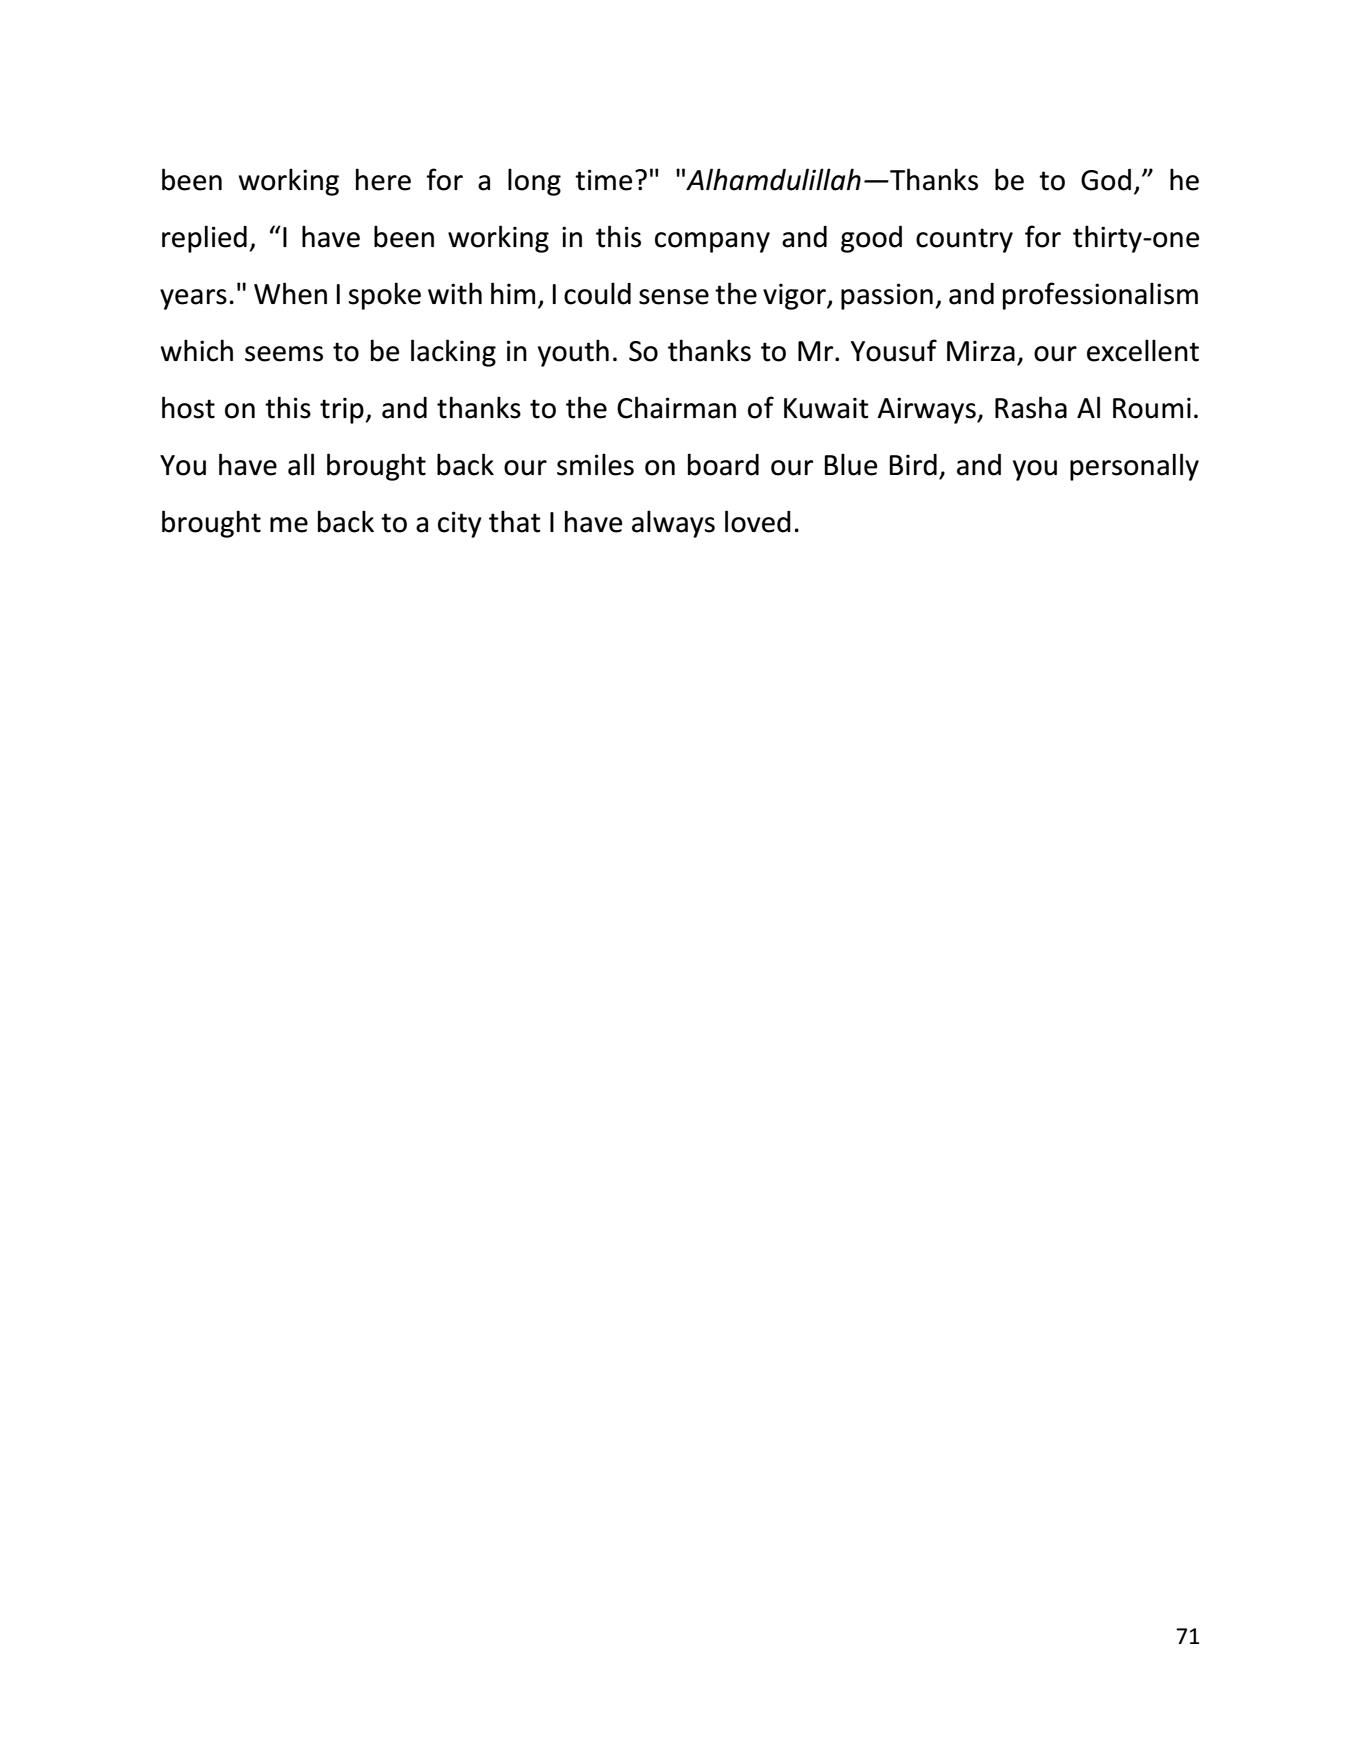 been working here for a long time?" "Alhamdulillah—Thanks be to God,” he
replied, “I have been working in this company and good country for thirty-one
years." When I spoke with him, I could sense the vigor, passion, and professionalism
which seems to be lacking in youth. So thanks to Mr. Yousuf Mirza, our excellent
host on this trip, and thanks to the Chairman of Kuwait Airways, Rasha Al Roumi.
You have all brought back our smiles on board our Blue Bird, and you personally
brought me back to a city that I have always loved.
71